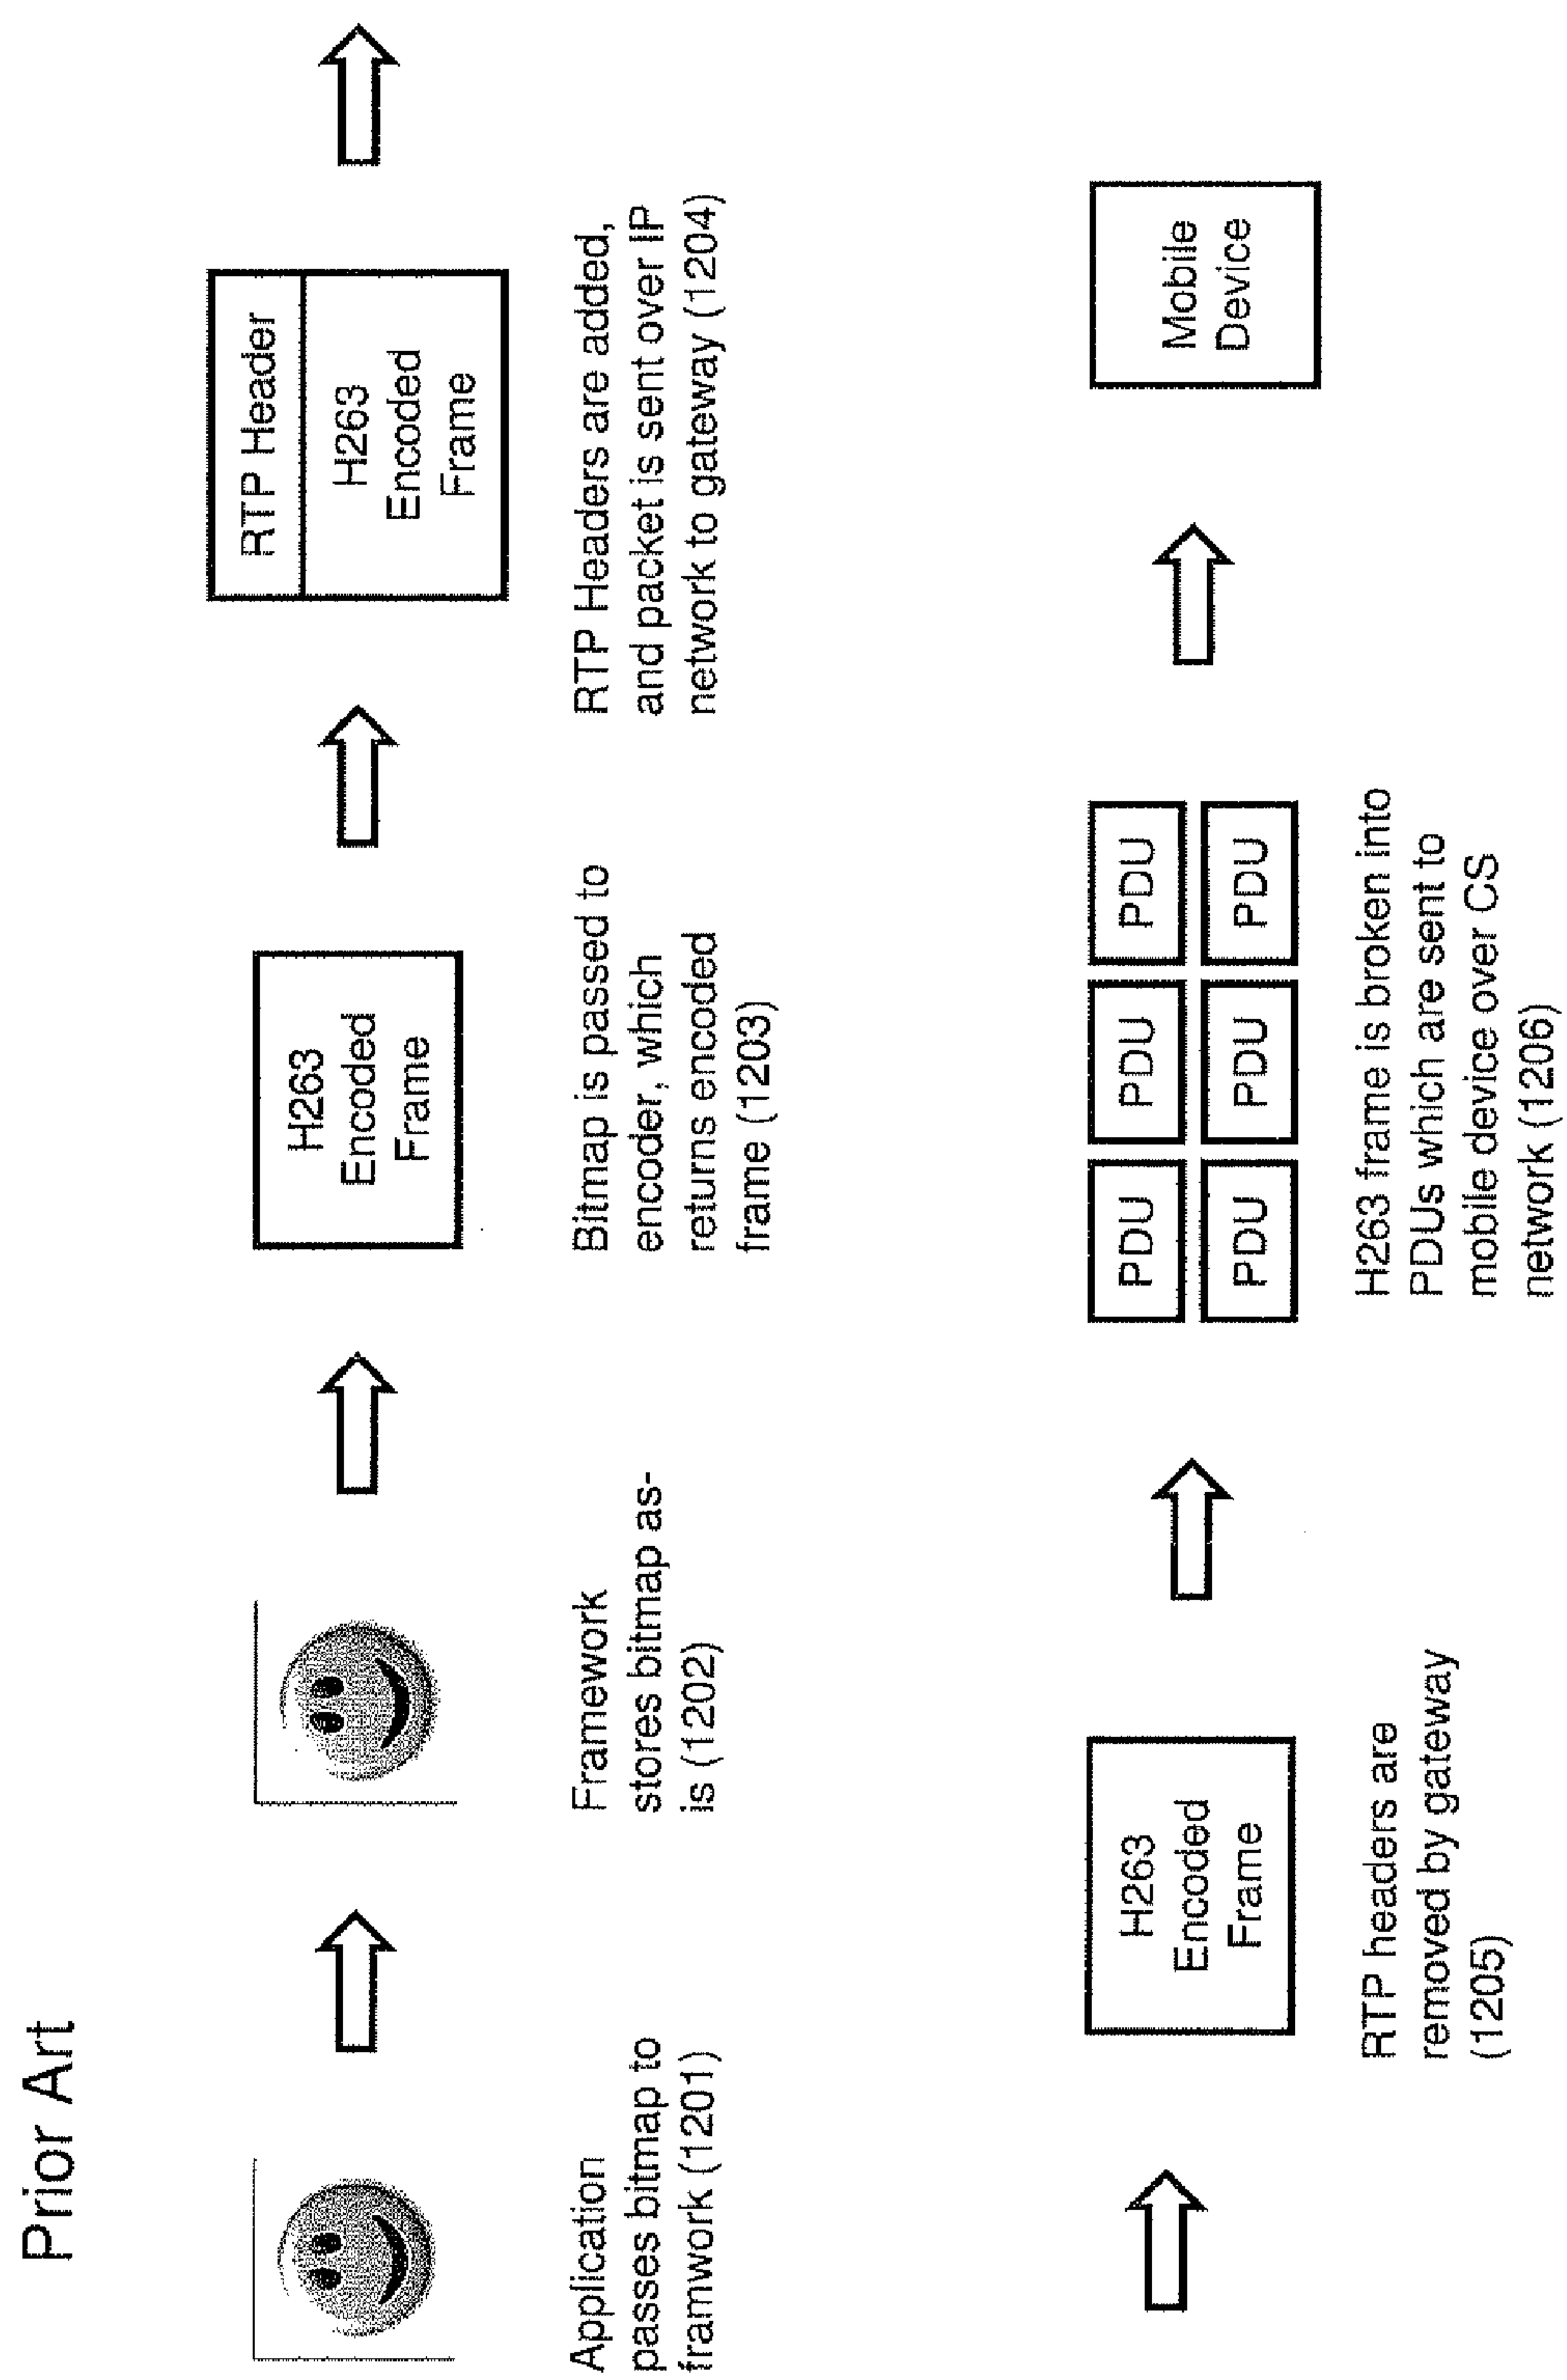 Prior Art
Application
passes bitmap to
framwork (1201)
Framework
stores bitmap as-
is (1202)
H263
Encoded
Frame
Bitmap is passed to
encoder, which
returns encoded
frame (1203)
RTP Header
H263
Encoded
Frame
RTP Headers are added,
and packet is sent over IP
network to gateway (1204)
H263
Encoded
Frame
RTP headers are
removed by gateway
(1205)
PDU PDU PDU
PDU PDU PDU
H263 frame is broken into
PDUs which are sent to
mobile device over CS
network (1206)
Mobile
Device